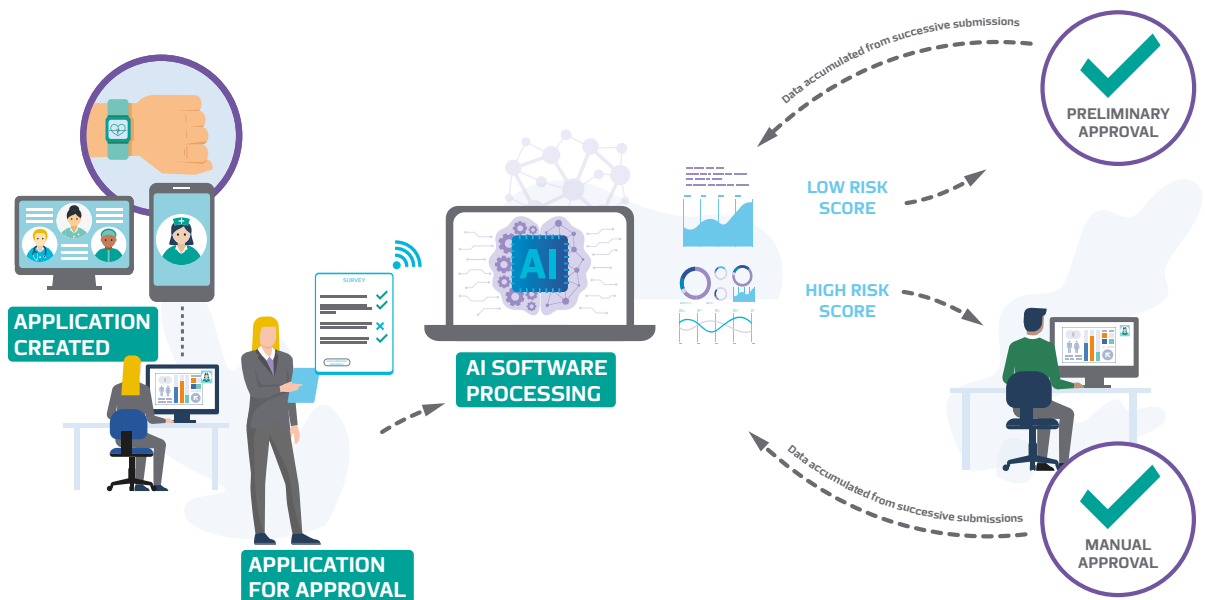 APPLICATION
CREATED
SURVEY
APPLICATION
FOR APPROVAL
AI
AI SOFTWARE
PROCESSING
LOW RISK
SCORE
HIGH RISK
SCORE
Data accumulated from successive submissions
PRELIMINARY
APPROVAL
Data accumulated from successive submissions
MANUAL
APPROVAL